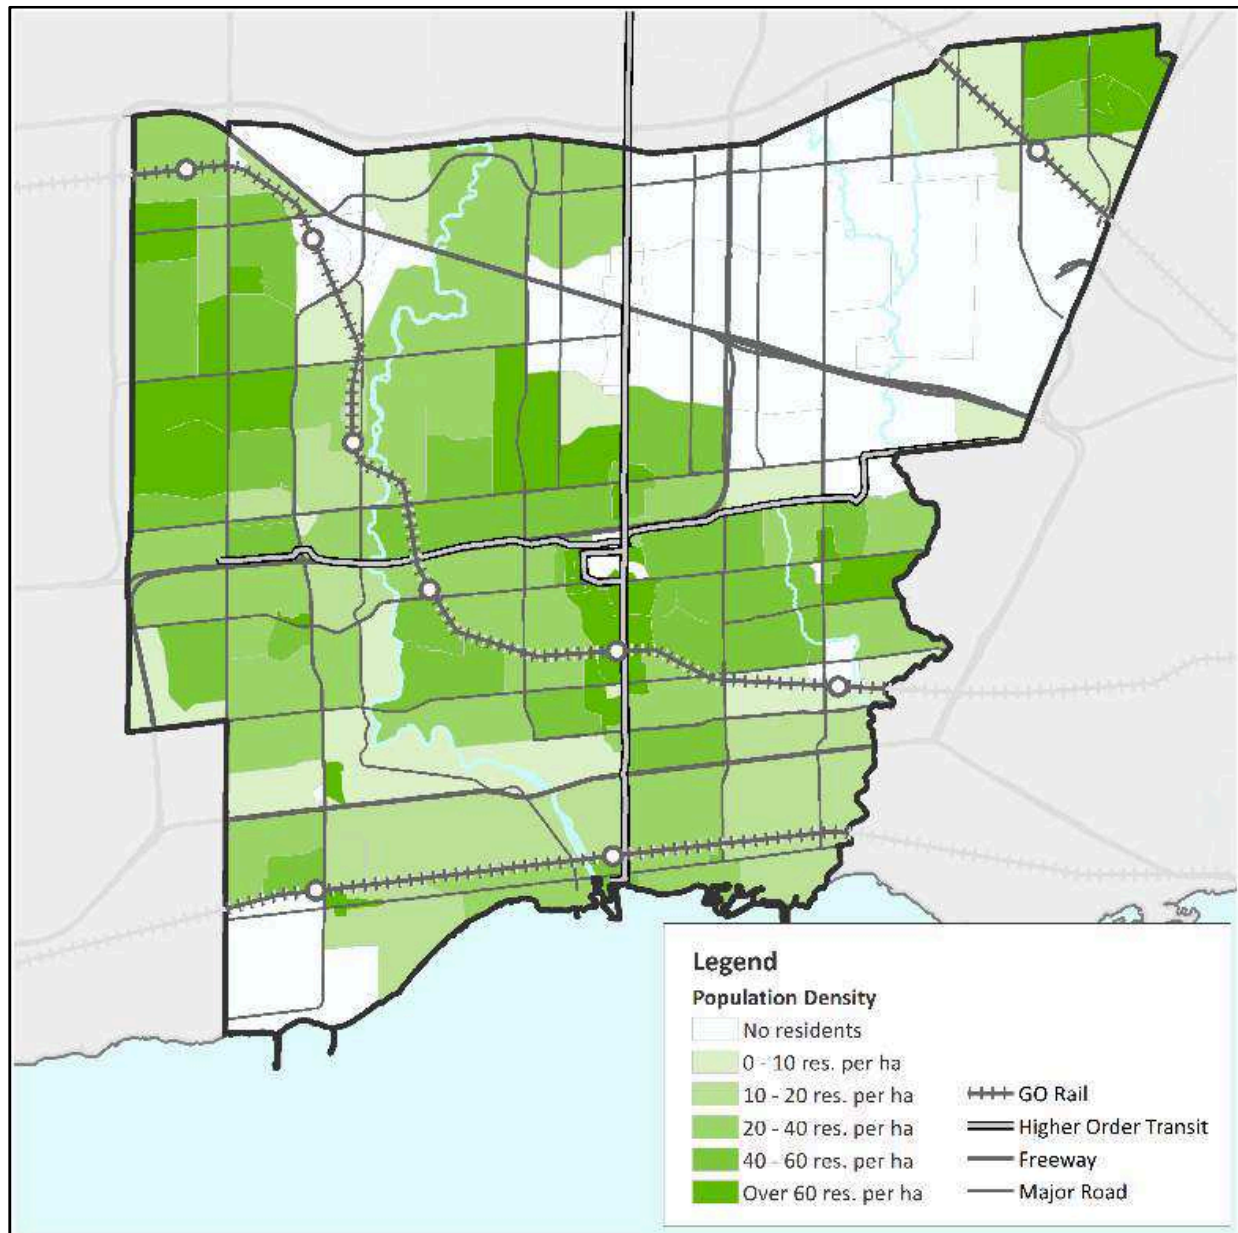 Legend
Population Density
No residents
0 - 10 res. per ha
10 - 20 res. per ha
20 - 40 res. per ha
40 - 60 res. per ha
Over 60 res. per ha
GO Rail
Higher Order Transit
Freeway
Major Road